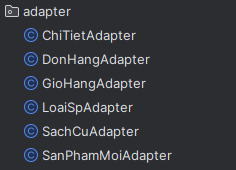 adapter
ChiTietAdapter
DonHangAdapter
GioHangAdapter
LoaiSpAdapter
SachCuAdapter
SanPhamMoiAdapter